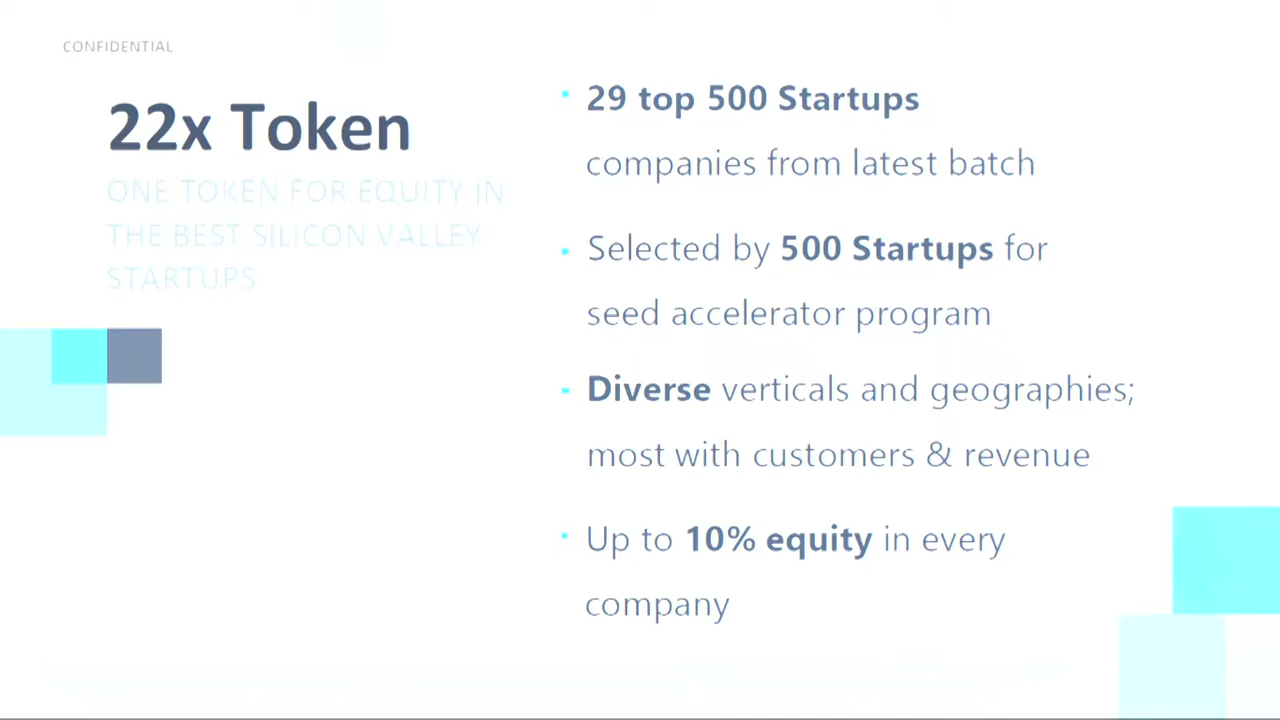 CONFIDENTIAL
22x Token
ONE TOKEN FOR EQUITY IN
THE BEST SILICON VALLEY
STARTUPS
29 top 500 Startups
companies from latest batch
Selected by 500 Startups for
seed accelerator program
Diverse verticals and geographies;
most with customers & revenue
Up to 10% equity in every
company